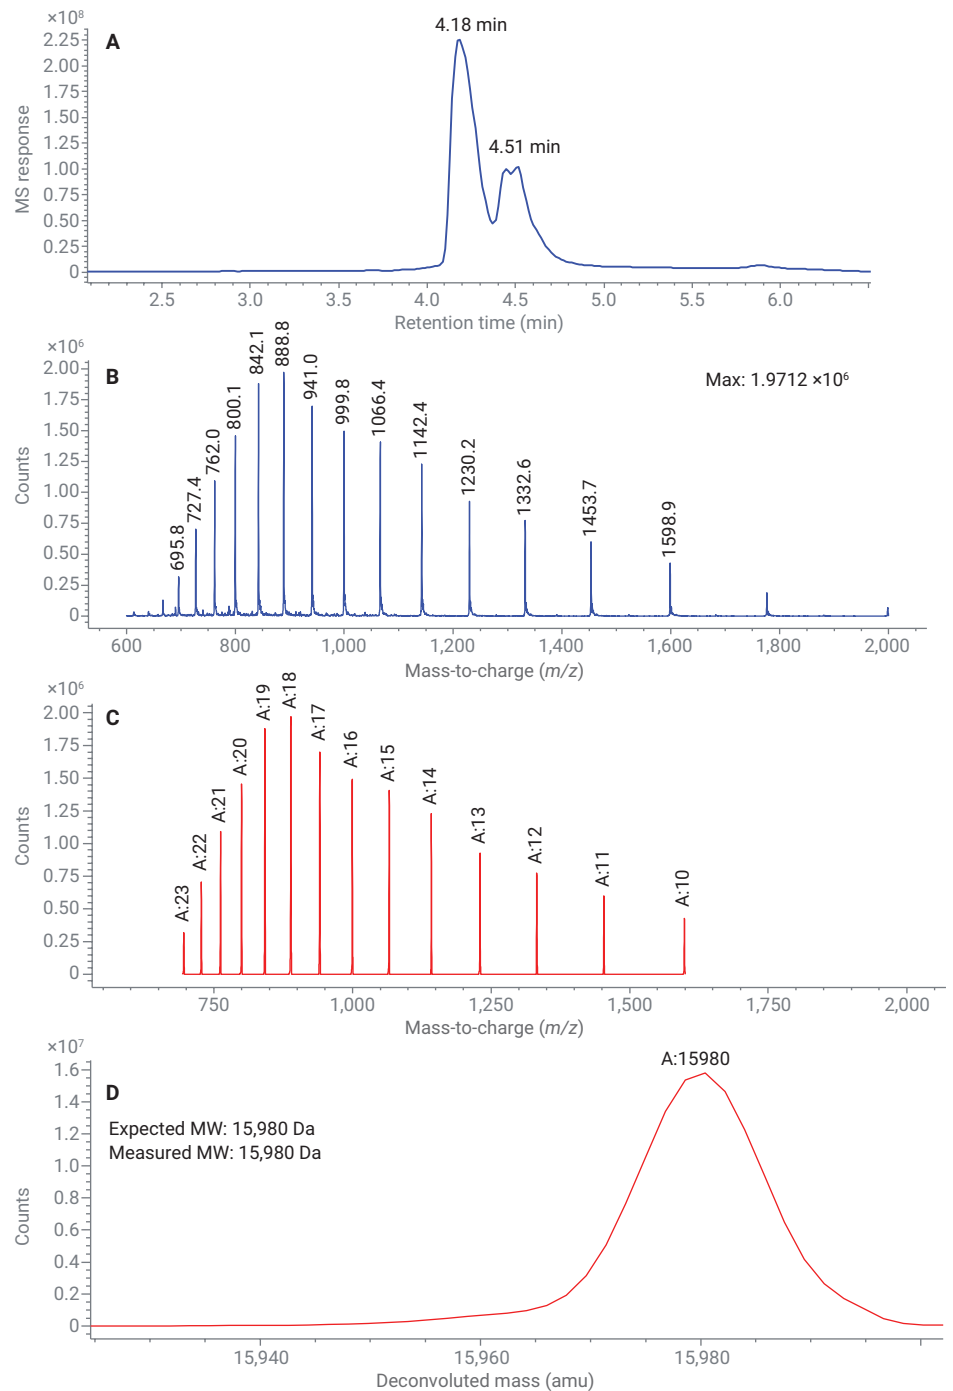 ×10⁸
A
4.18 min
4.51 min
2.25
2.00
1.75
1.50
1.25
1.00
0.75
0.50
0.25
0
MS response
2.5 3.0 3.5 4.0 4.5 5.0 5.5 6.0
Retention time (min)
×10⁶
B
Max: 1.9712 ×10⁶
2.00
1.75
1.50
1.25
1.00
0.75
0.50
0.25
0
Counts
695.8
727.4
762.0
800.1
842.1
888.8
941.0
999.8
1066.4
1142.4
1230.2
1332.6
1453.7
1598.9
600 800 1,000 1,200 1,400 1,600 1,800 2,000
Mass-to-charge (m/z)
×10⁶
C
2.00
1.75
1.50
1.25
1.00
0.75
0.50
0.25
0
Counts
A:23
A:22
A:21
A:20
A:19
A:18
A:17
A:16
A:15
A:14
A:13
A:12
A:11
A:10
750 1,000 1,250 1,500 1,750 2,000
Mass-to-charge (m/z)
×10⁷
D
A:15980
Expected MW: 15,980 Da
Measured MW: 15,980 Da
1.6
1.4
1.2
1.0
0.8
0.6
0.4
0.2
0
Counts
15,940 15,960 15,980
Deconvoluted mass (amu)